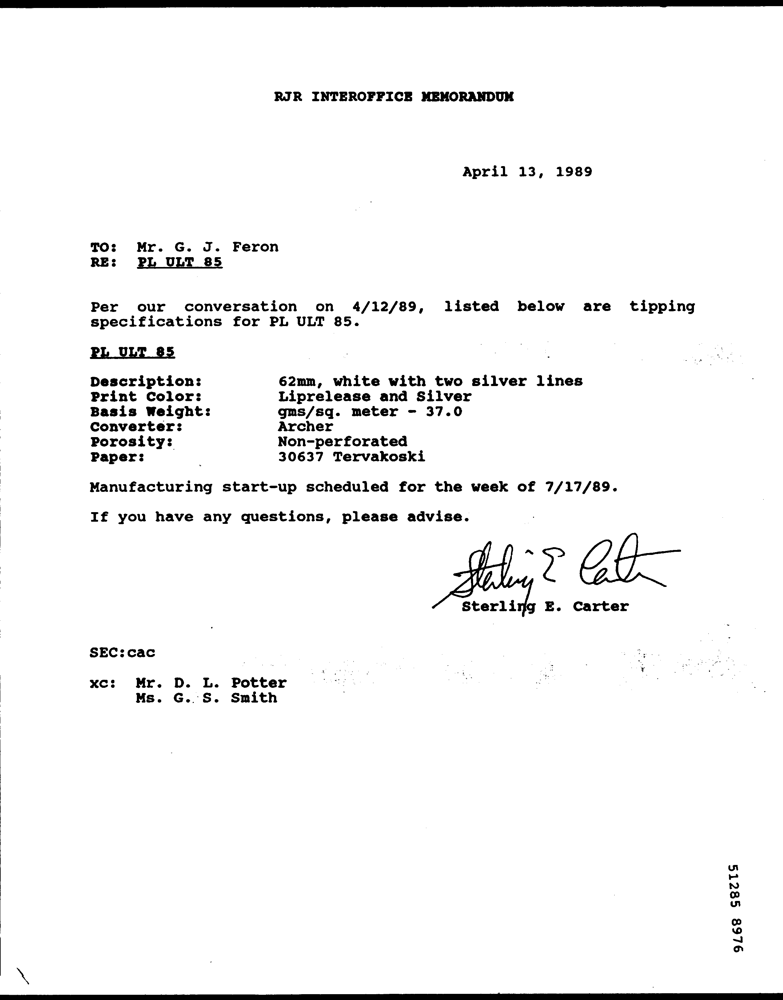 RJR INTEROFFICE MEMORANDUM
April 13, 1989
TO: Mr. G. J. Feron
RE: PL ULT 85
Per our conversation on 4/12/89, listed below are tipping
specifications for PL ULT 85.
PL ULT 85
Description: 62mm, white with two silver lines
Print Color: Liprelease and Silver
Basis Weight: gms/sq. meter - 37.0
Converter: Archer
Porosity: Non-perforated
Paper: 30637 Tervakoski
Manufacturing start-up scheduled for the week of 7/17/89.
If you have any questions, please advise.
Sterling E Carter
Sterling E. Carter
SEC:cac
xc: Mr. D. L. Potter
Ms. G. S. Smith
51285 8976